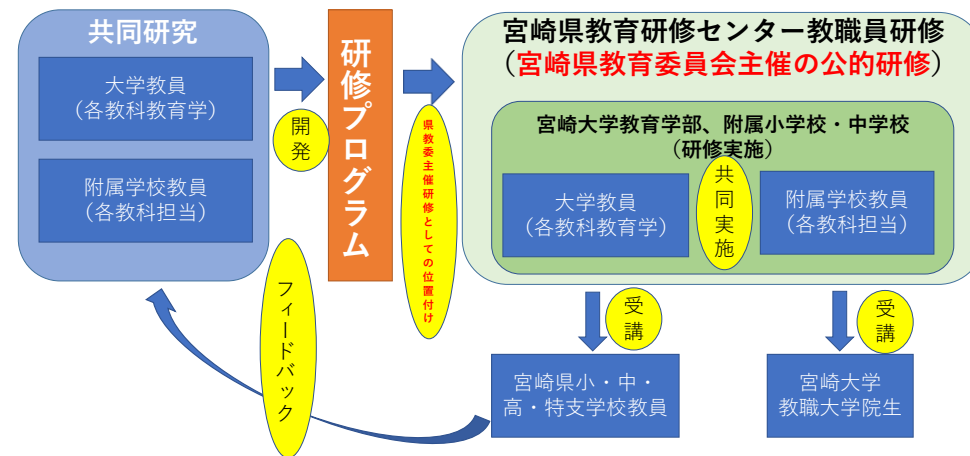 共同研究
大学教員
（各教科教育学）
附属学校教員
（各教科担当）
開発
研修プログラム
県教委主催研修としての位置付け
宮崎県教育研修センター教職員研修
（宮崎県教育委員会主催の公的研修）
宮崎大学教育学部、附属小学校・中学校
（研修実施）
大学教員
（各教科教育学）
共同実施
附属学校教員
（各教科担当）
フィードバック
受講
受講
宮崎県小・中・
高・特支学校教員
宮崎大学
教職大学院生